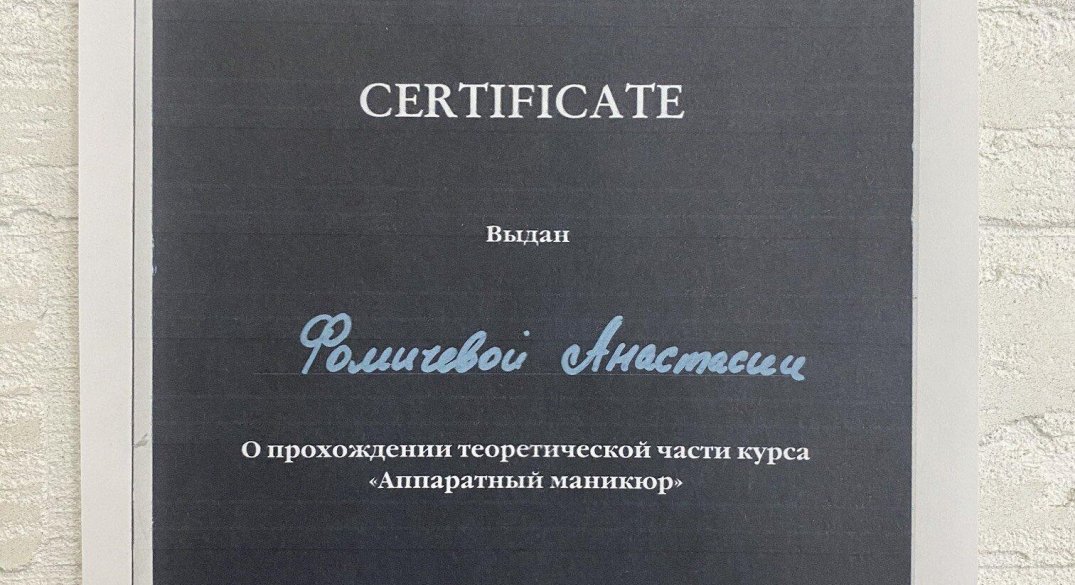 CERTIFICATE
Выдан
Фомичевой Анастасии
О прохождении теоретической части курса
«Аппаратный маникюр»